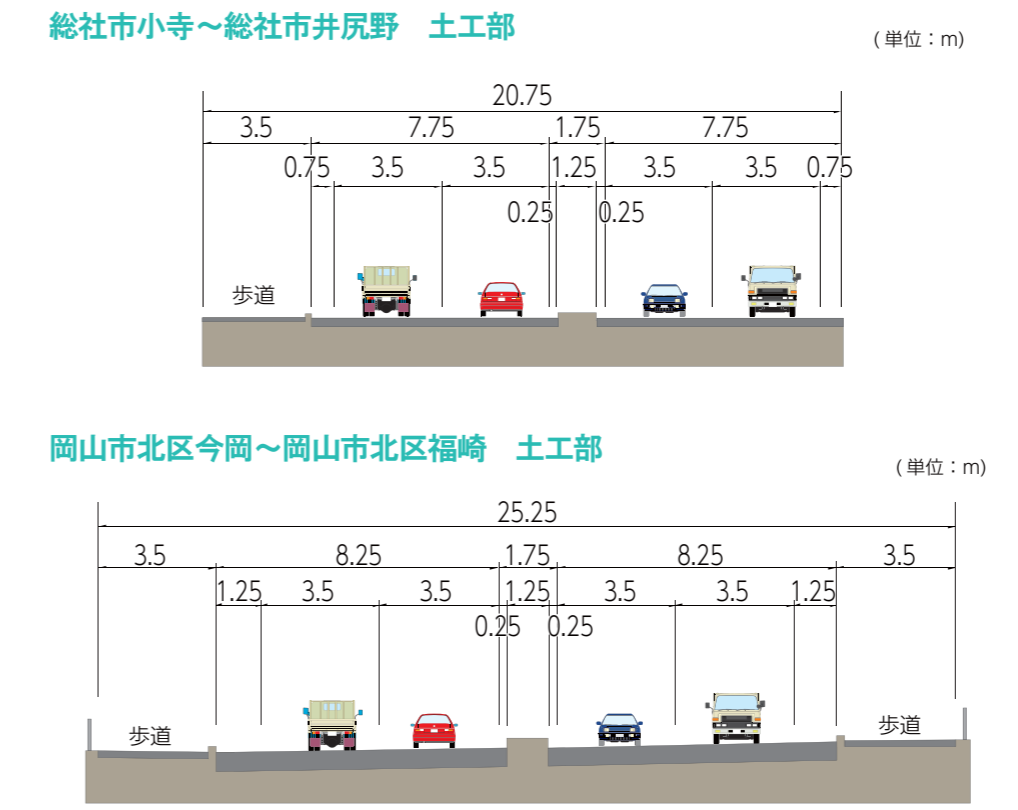 総社市小寺～総社市井尻野　土工部
( 単位：m)
20.75
3.5 7.75 1.75 7.75
0.75 3.5 3.5 1.25 3.5 3.5 0.75
0.25 0.25
歩道
岡山市北区今岡～岡山市北区福崎　土工部
( 単位：m)
25.25
3.5 8.25 1.75 8.25 3.5
1.25 3.5 3.5 1.25 3.5 3.5 1.25
0.25 0.25
歩道 歩道